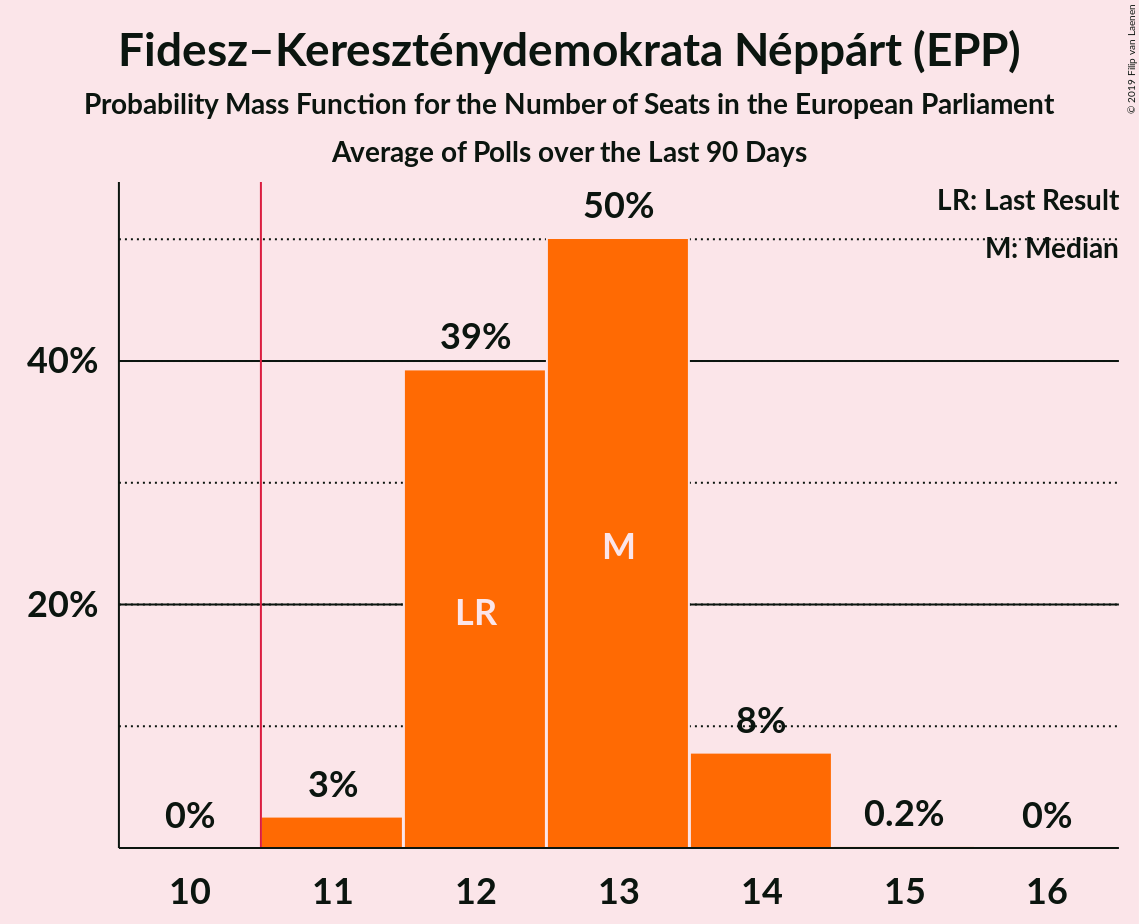 Fidesz–Kereszténydemokrata Néppárt (EPP)
Probability Mass Function for the Number of Seats in the European Parliament
Average of Polls over the Last 90 Days
© 2019 Filip van Laenen
LR: Last Result
M: Median
50%
39%
40%
M
LR
20%
8%
3%
0%
0.2%
0%
10 11 12 13 14 15 16